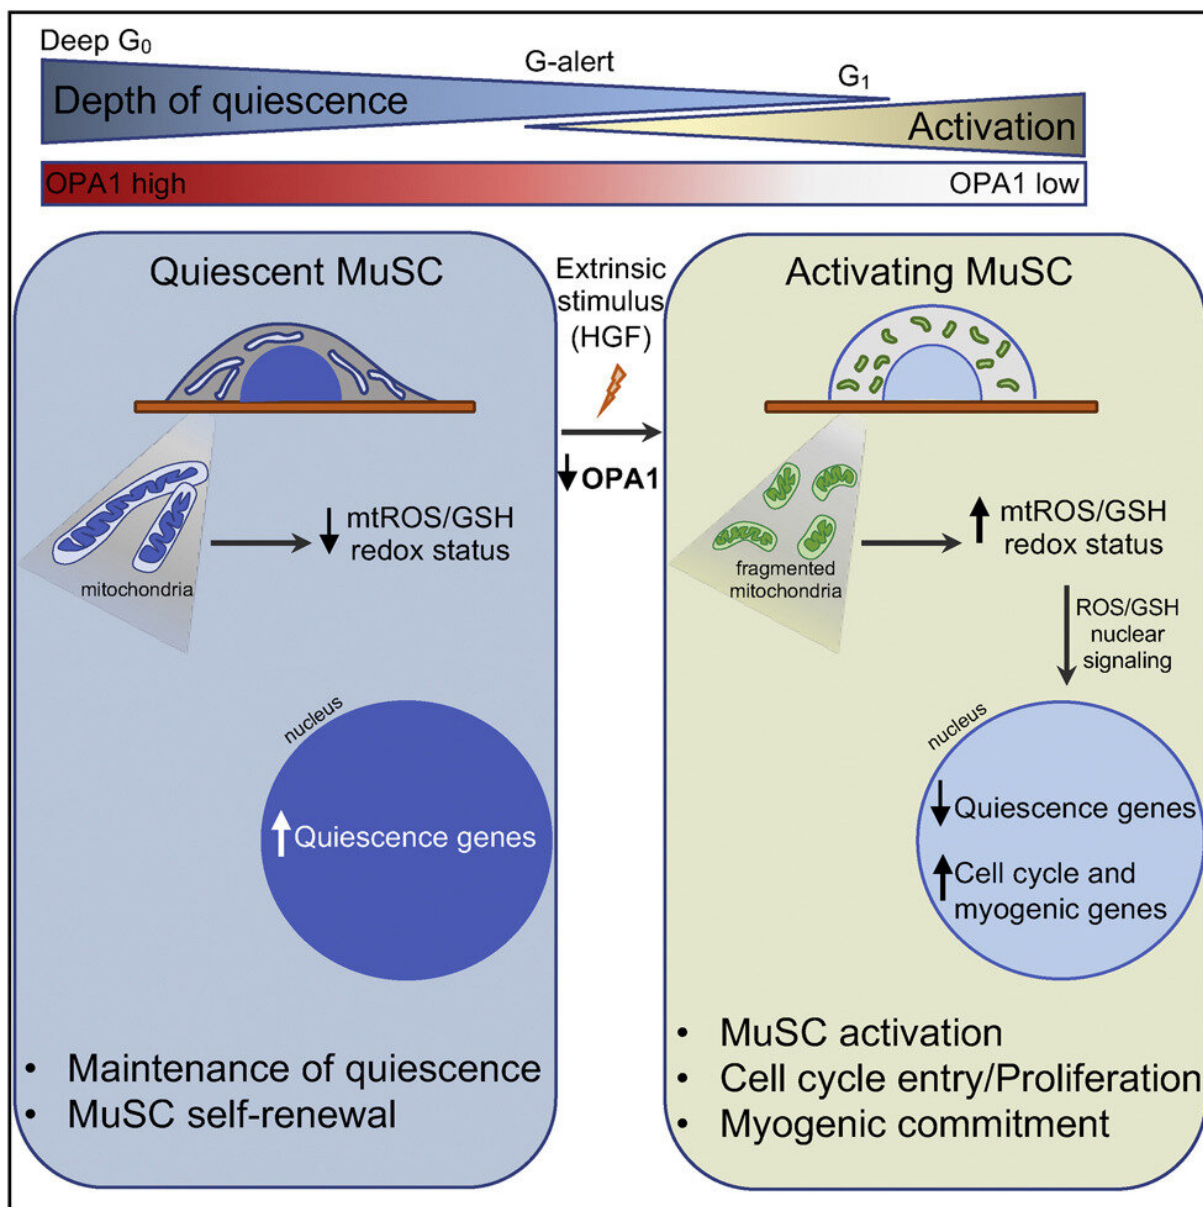 Deep G₀
G-alert
G₁
Depth of quiescence
Activation
OPA1 high
OPA1 low
Quiescent MuSC
mitochondria
↓ mtROS/GSH
redox status
nucleus
↑ Quiescence genes
• Maintenance of quiescence
• MuSC self-renewal
Extrinsic
stimulus
(HGF)
↓ OPA1
Activating MuSC
fragmented
mitochondria
↑ mtROS/GSH
redox status
ROS/GSH
nuclear
signaling
nucleus
↓ Quiescence genes
↑ Cell cycle and
myogenic genes
• MuSC activation
• Cell cycle entry/Proliferation
• Myogenic commitment